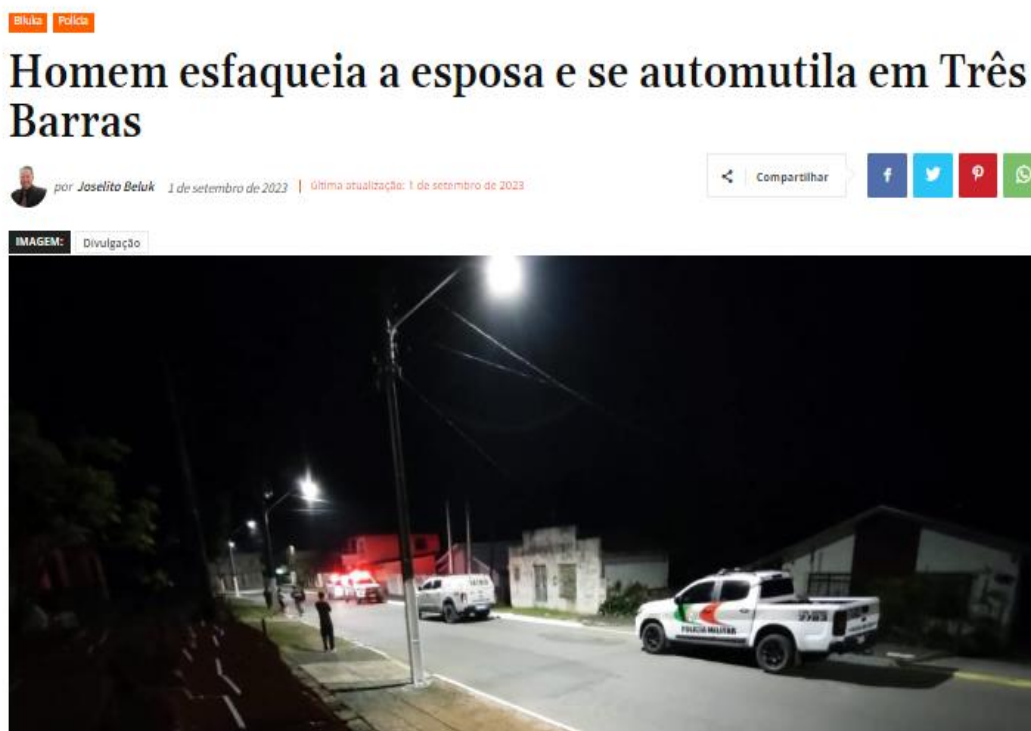 Biluka Polícia
Homem esfaqueia a esposa e se automutila em Três
Barras
por Joselito Beluk 1 de setembro de 2023 | última atualização: 1 de setembro de 2023
Compartilhar
IMAGEM: Divulgação
POLÍCIA MILITAR